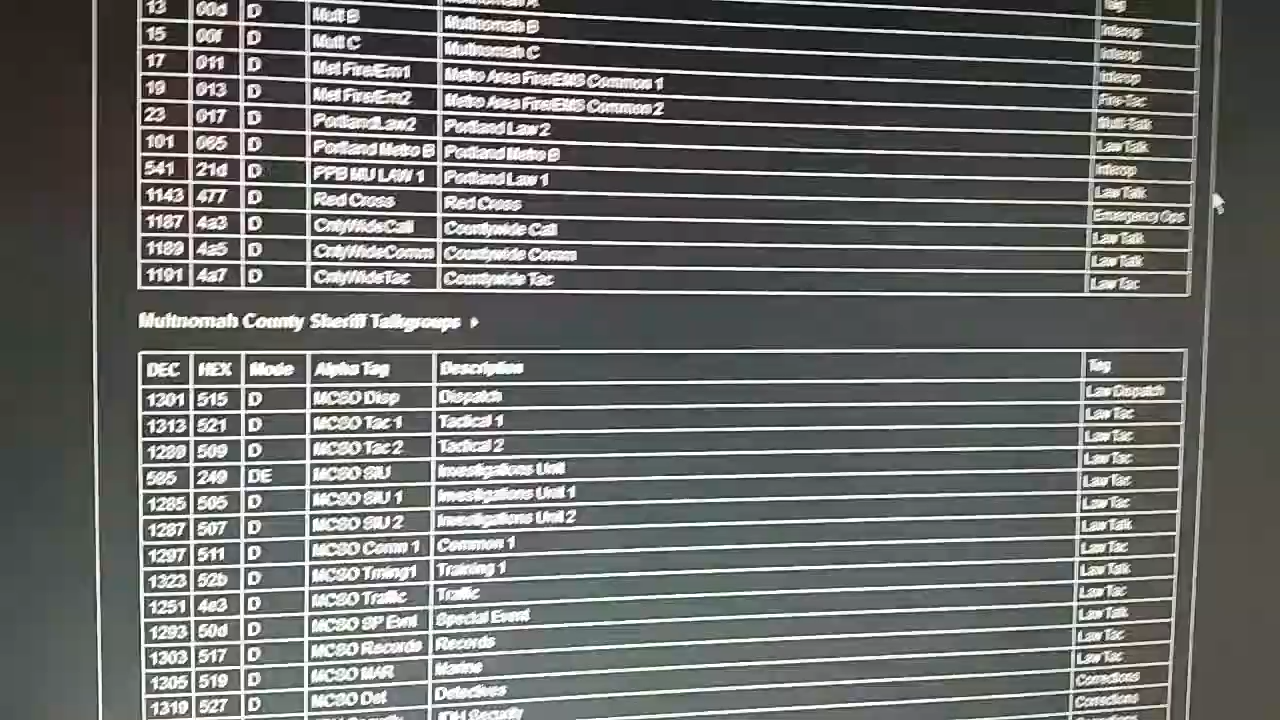 Multnomah A
13 00d D Mult B Multnomah B Interop
15 00f D Mult C Multnomah C Interop
17 011 D Met Fire/Em1 Metro Area Fire/EMS Common 1 Fire-Tac
19 013 D Met Fire/Em2 Metro Area Fire/EMS Common 2 Multi-Talk
23 017 D PortlandLaw2 Portland Law 2 Law Talk
101 065 D Portland Metro B Portland Metro B Interop
541 21d D PPB MU LAW 1 Portland Law 1 Law Talk
1143 477 D Red Cross Red Cross Emergency Ops
1187 4a3 D CntyWideCall Countywide Call Law Talk
1189 4a5 D CntyWideComm Countywide Comm Law Talk
1191 4a7 D CntyWideTac Countywide Tac Law Tac
Multnomah County Sheriff Talkgroups
DEC HEX Mode Alpha Tag Description Tag
1301 515 D MCSO Disp Dispatch Law Dispatch
1313 521 D MCSO Tac 1 Tactical 1 Law Tac
1289 509 D MCSO Tac 2 Tactical 2 Law Tac
585 249 DE MCSO SIU Investigations Unit Law Tac
1285 505 D MCSO SIU 1 Investigations Unit 1 Law Tac
1287 507 D MCSO SIU 2 Investigations Unit 2 Law Tac
1297 511 D MCSO Comn 1 Common 1 Law Talk
1323 52b D MCSO Trning1 Training 1 Law Tac
1251 4e3 D MCSO Traffic Traffic Law Talk
1293 50d D MCSO SP Evnt Special Event Law Tac
1303 517 D MCSO Records Records Law Talk
1305 519 D MCSO MAR Marine Law Tac
1319 527 D MCSO Det Detectives Law Tac
JDH Security Corrections
Corrections